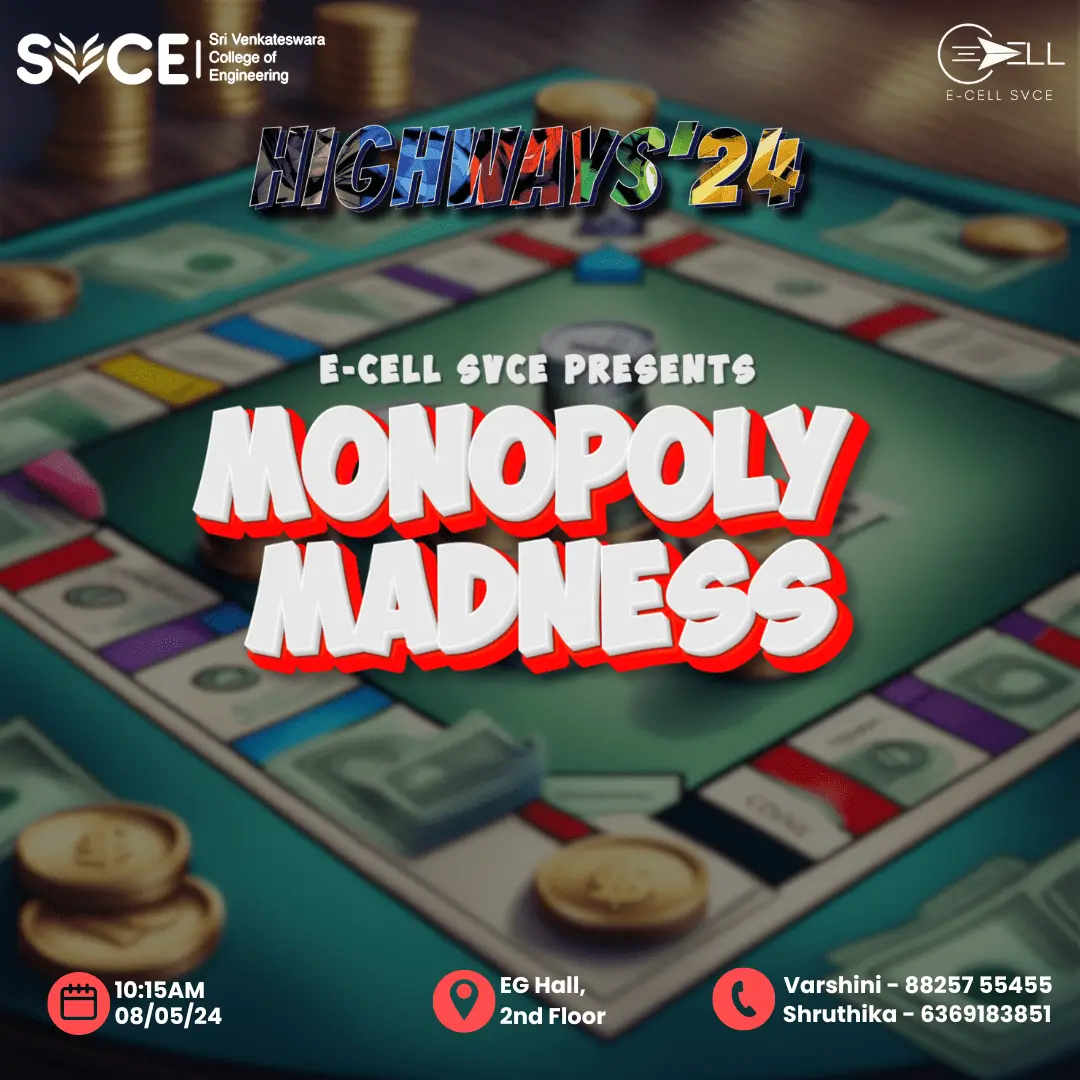 SVCE
Sri Venkateswara
College of
Engineering
CELL
E-CELL SVCE
HIGHWAYS'24
E-CELL SVCE PRESENTS
MONOPOLY
MADNESS
10:15AM
08/05/24
EG Hall,
2nd Floor
Varshini - 88257 55455
Shruthika - 6369183851